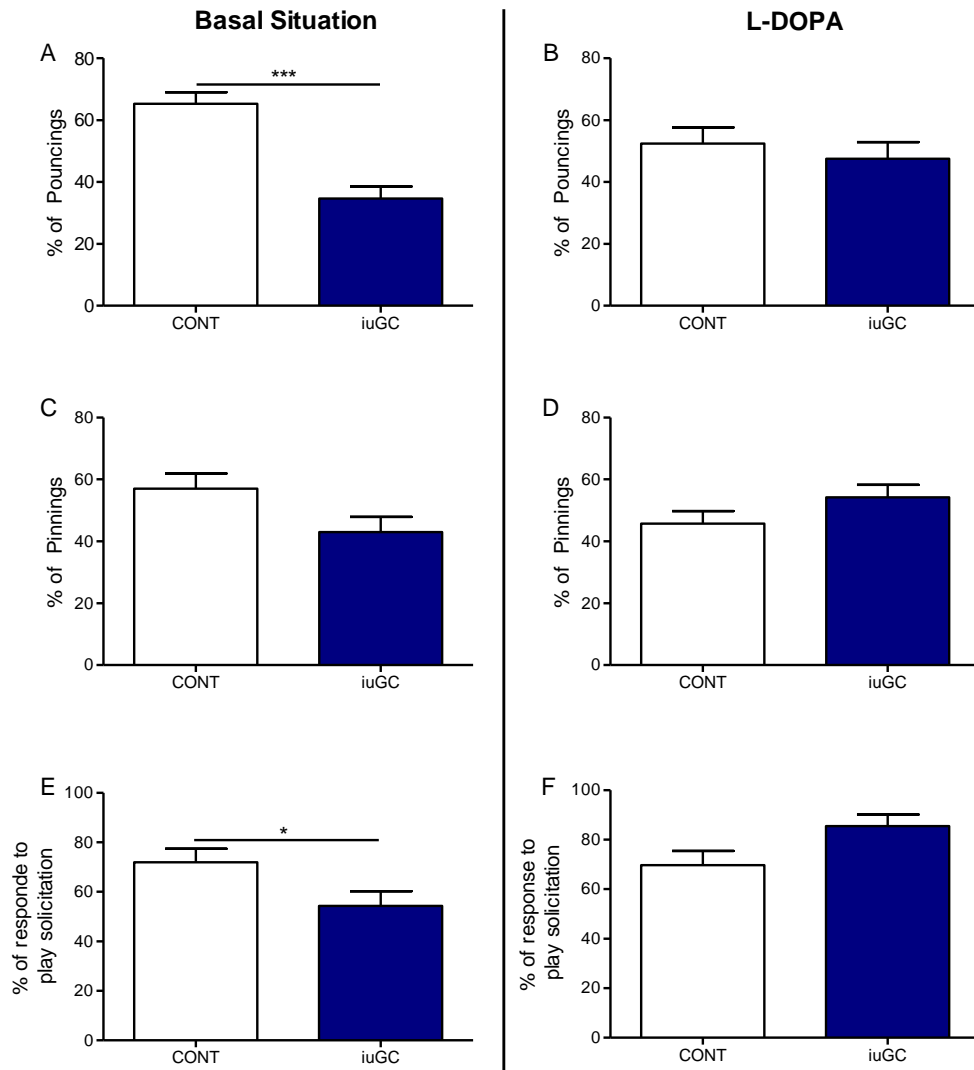 Basal Situation
L-DOPA
A
% of Pouncings
80
60
40
20
0
***
CONT
iuGC
B
% of Pouncings
80
60
40
20
0
CONT
iuGC
C
% of Pinnings
80
60
40
20
0
CONT
iuGC
D
% of Pinnings
80
60
40
20
0
CONT
iuGC
E
% of responde to
play solicitation
100
80
60
40
20
0
*
CONT
iuGC
F
% of response to
play solicitation
100
80
60
40
20
0
CONT
iuGC